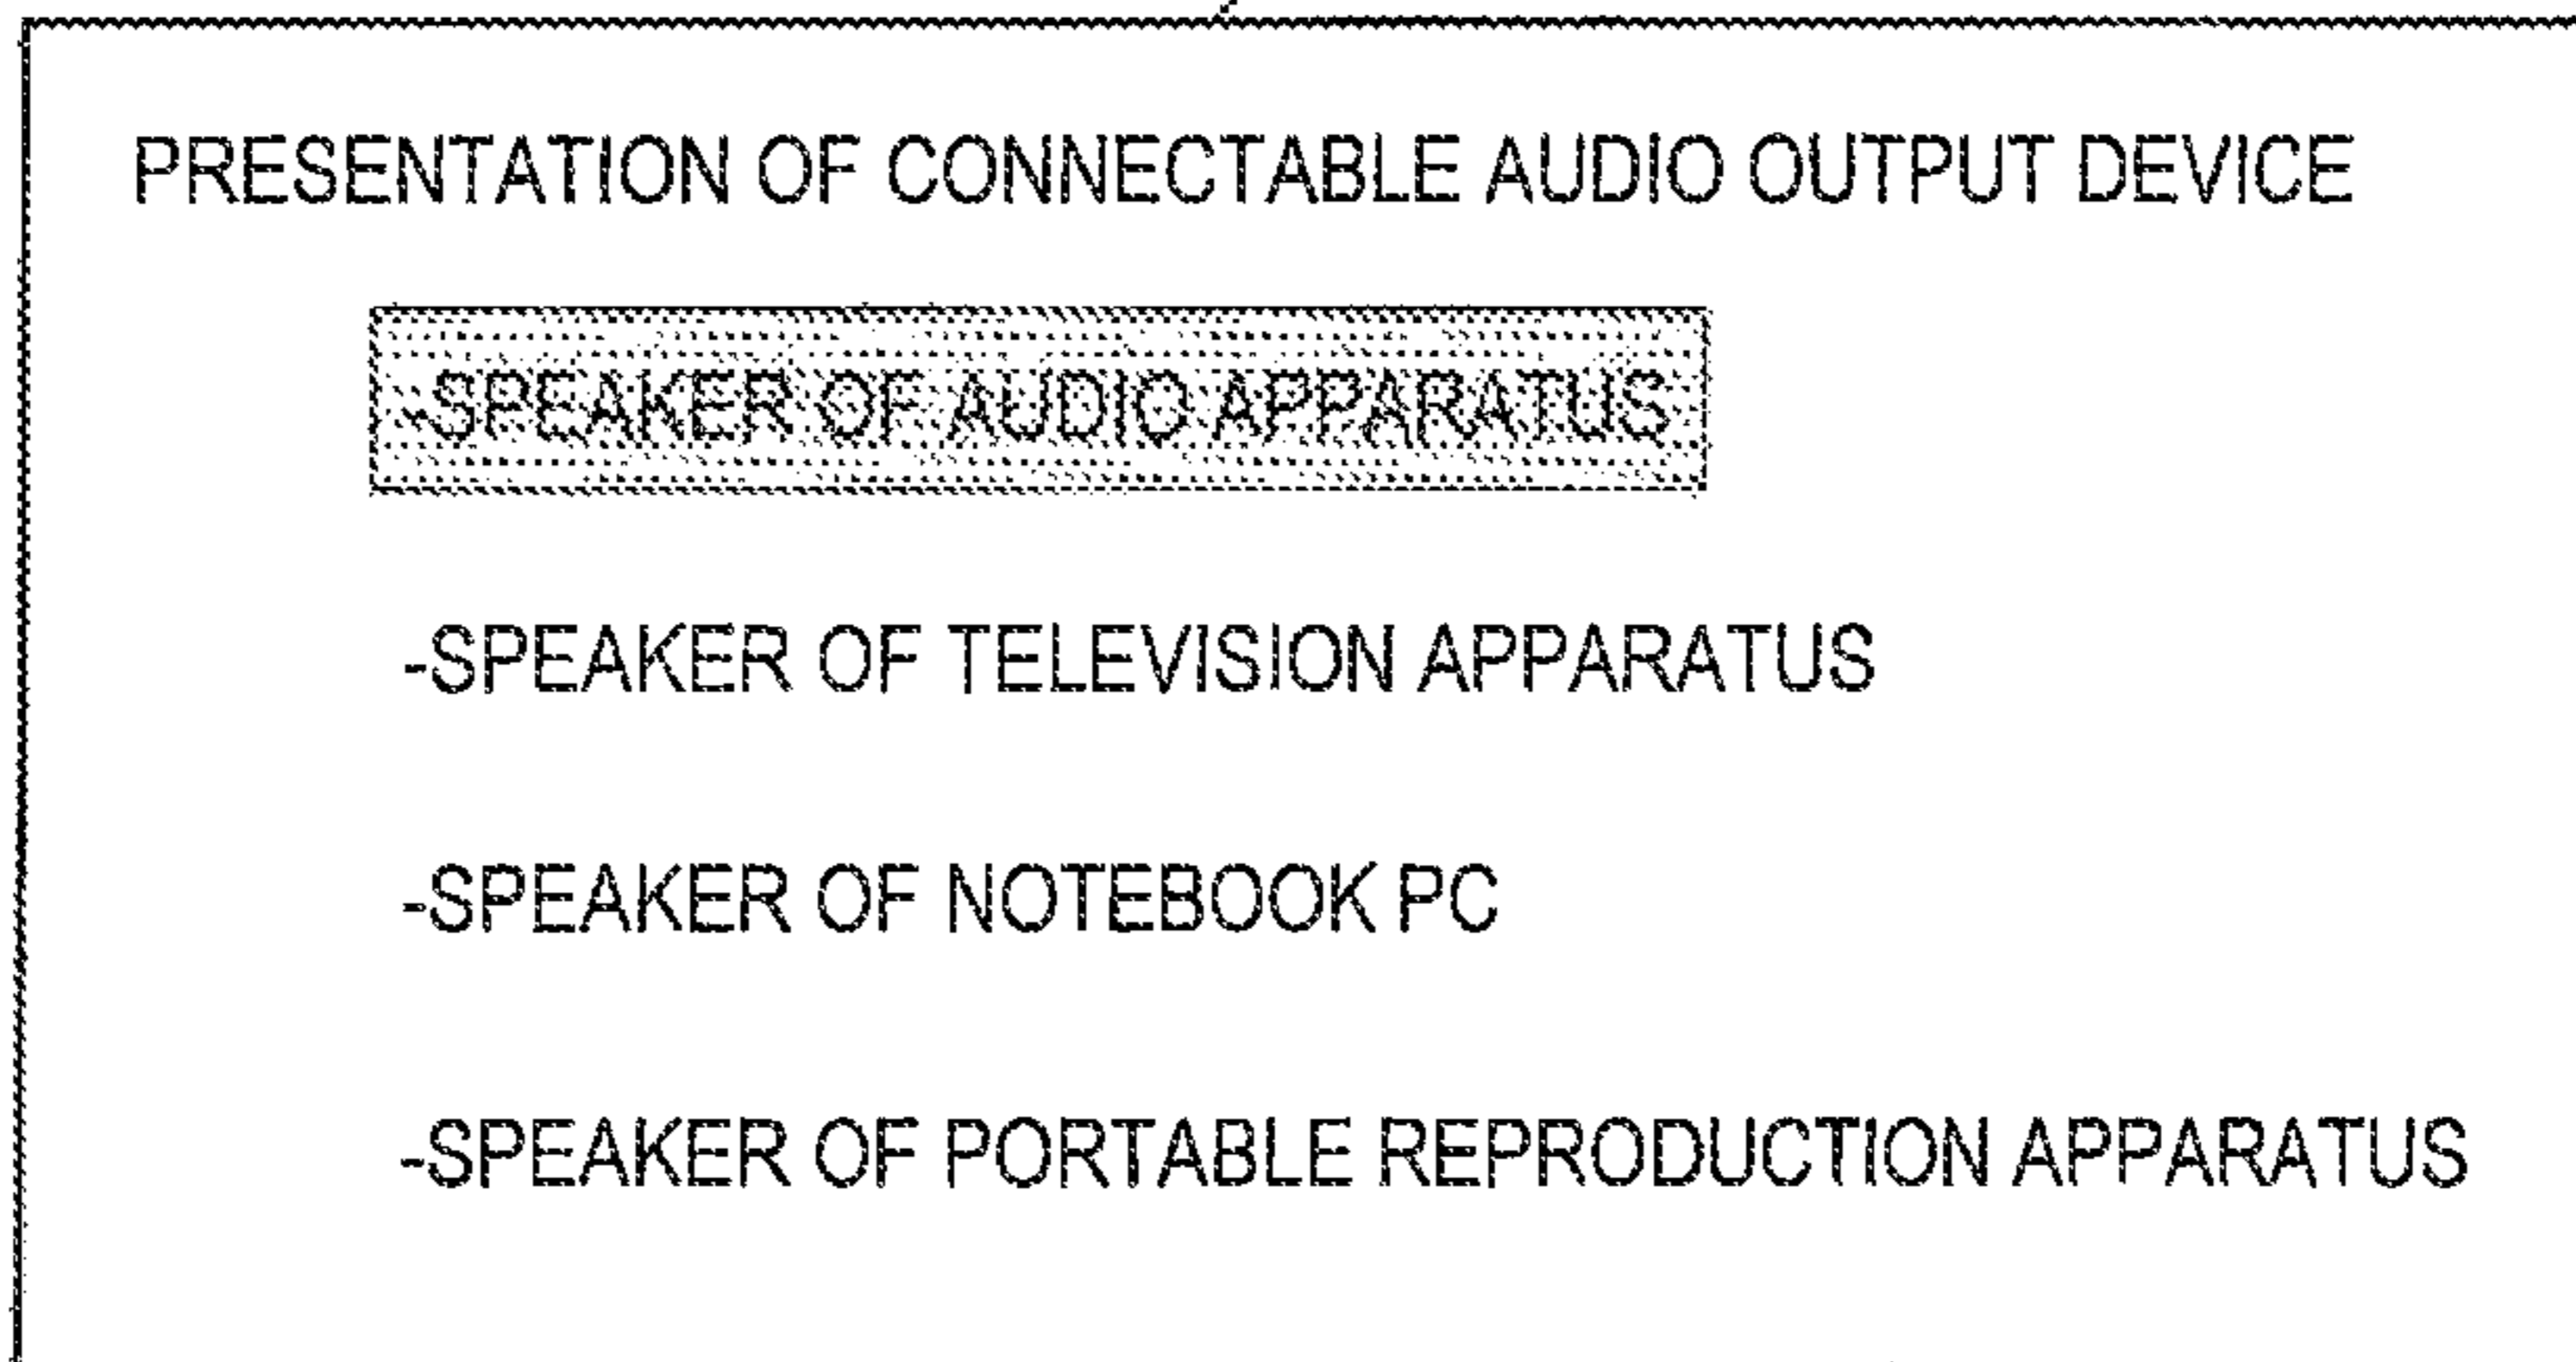 PRESENTATION OF CONNECTABLE AUDIO OUTPUT DEVICE
-SPEAKER OF AUDIO APPARATUS
-SPEAKER OF TELEVISION APPARATUS
-SPEAKER OF NOTEBOOK PC
-SPEAKER OF PORTABLE REPRODUCTION APPARATUS